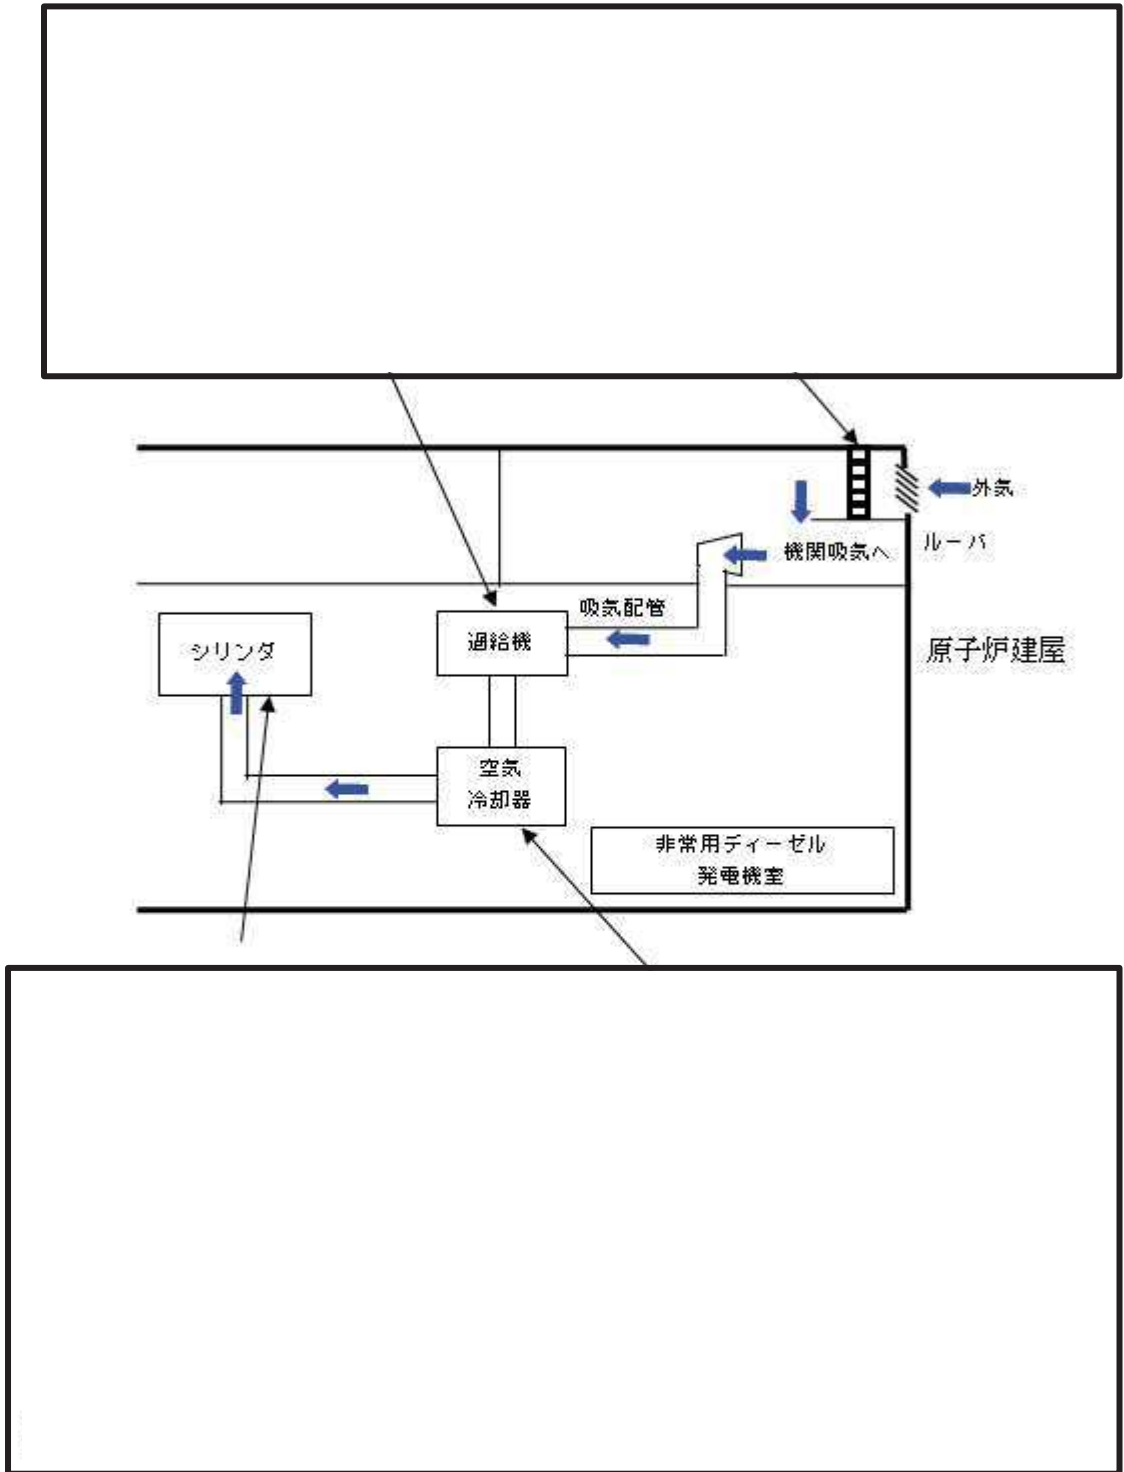 外気
ルーバ
機関吸気へ
吸気配管
過給機
シリンダ
原子炉建屋
空気
冷却器
非常用ディーゼル
発電機室